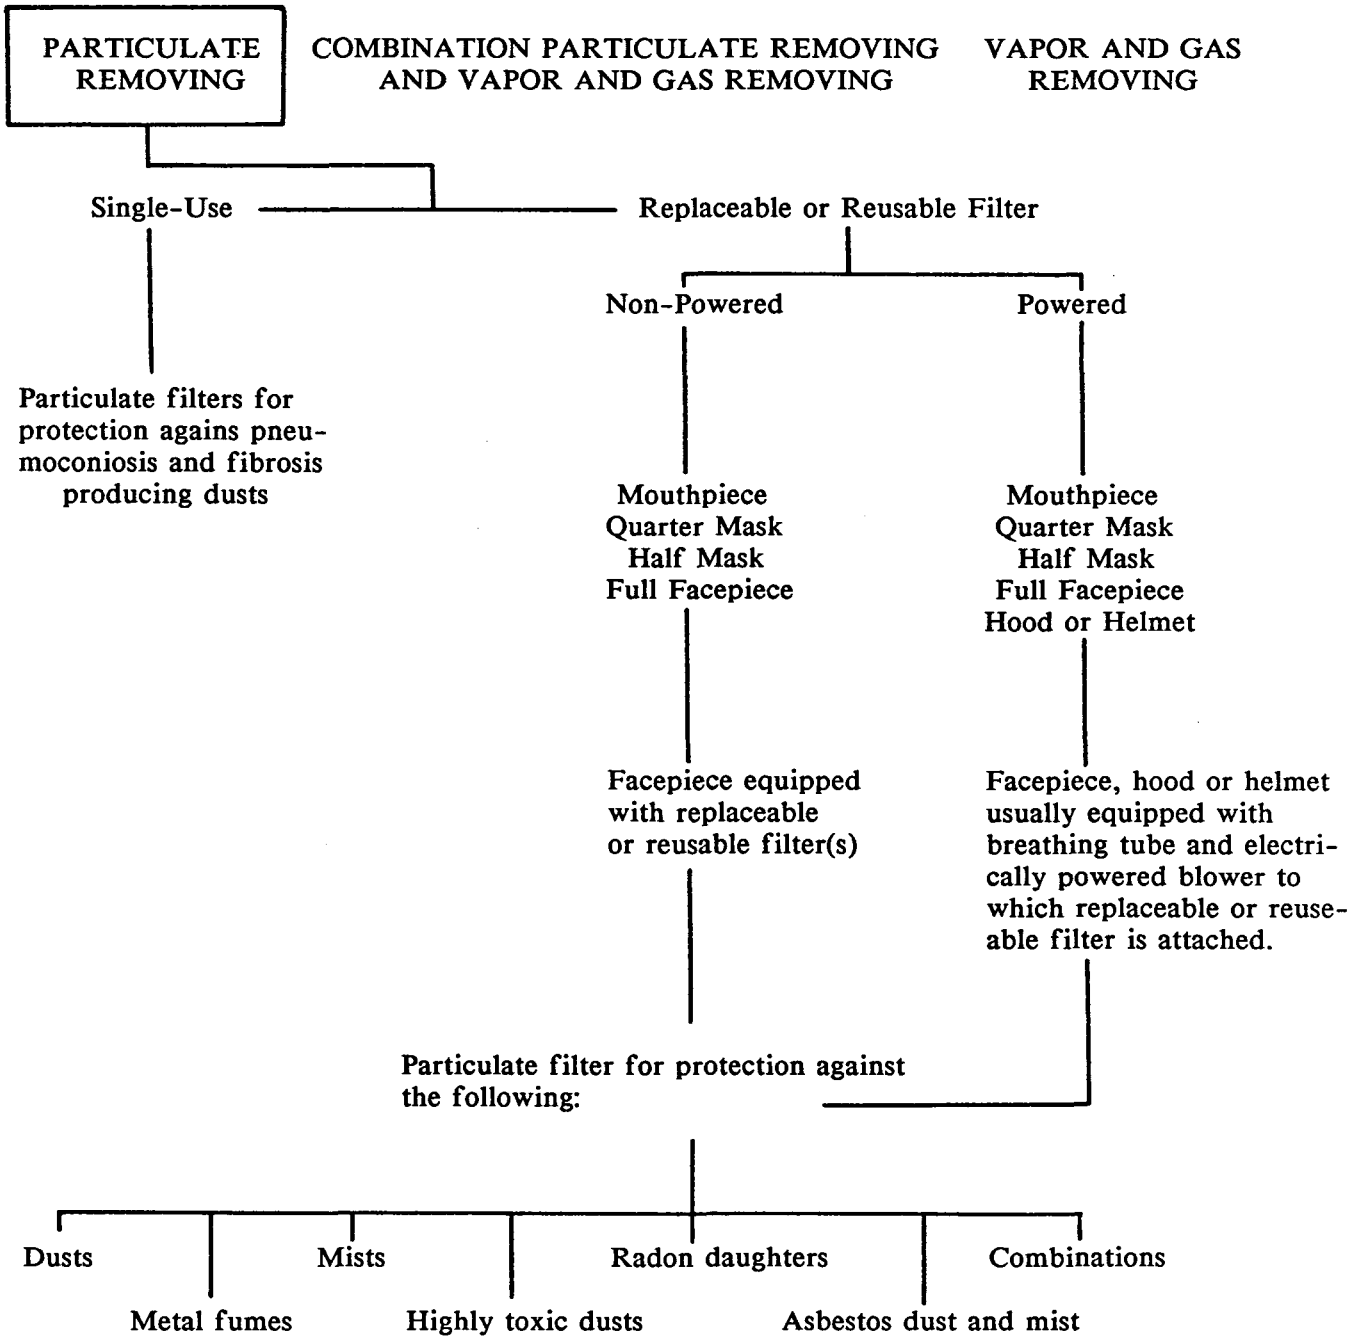 PARTICULATE
REMOVING
COMBINATION PARTICULATE REMOVING
AND VAPOR AND GAS REMOVING
VAPOR AND GAS
REMOVING
Single-Use
Replaceable or Reusable Filter
Non-Powered
Powered
Particulate filters for
protection agains pneu-
moconiosis and fibrosis
producing dusts
Mouthpiece
Quarter Mask
Half Mask
Full Facepiece
Mouthpiece
Quarter Mask
Half Mask
Full Facepiece
Hood or Helmet
Facepiece equipped
with replaceable
or reusable filter(s)
Facepiece, hood or helmet
usually equipped with
breathing tube and electri-
cally powered blower to
which replaceable or reuse-
able filter is attached.
Particulate filter for protection against
the following:
Dusts
Mists
Radon daughters
Combinations
Metal fumes
Highly toxic dusts
Asbestos dust and mist